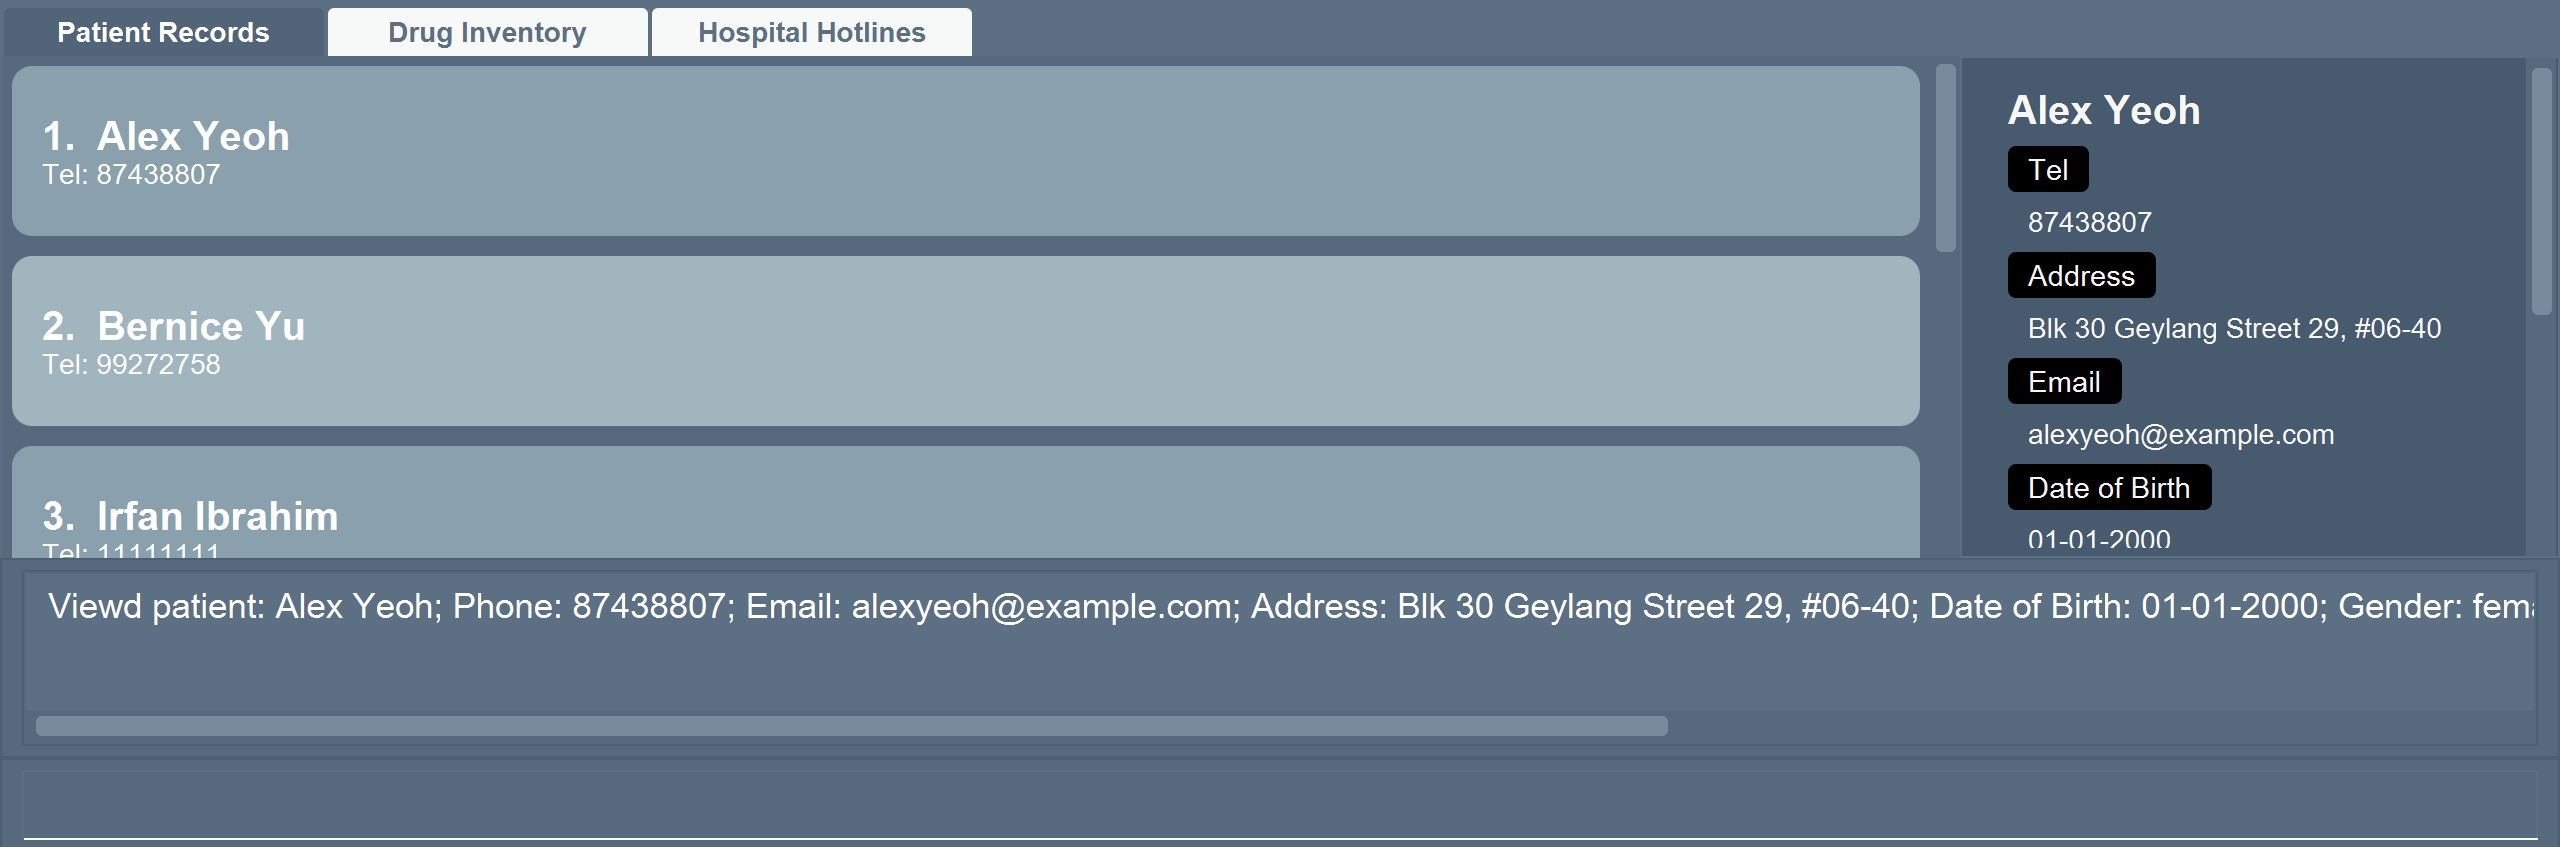 Patient Records
Drug Inventory
Hospital Hotlines
1. Alex Yeoh
Tel: 87438807
2. Bernice Yu
Tel: 99272758
3. Irfan Ibrahim
Tel: 11111111
Alex Yeoh
Tel
87438807
Address
Blk 30 Geylang Street 29, #06-40
Email
alexyeoh@example.com
Date of Birth
01-01-2000
Viewd patient: Alex Yeoh; Phone: 87438807; Email: alexyeoh@example.com; Address: Blk 30 Geylang Street 29, #06-40; Date of Birth: 01-01-2000; Gender: